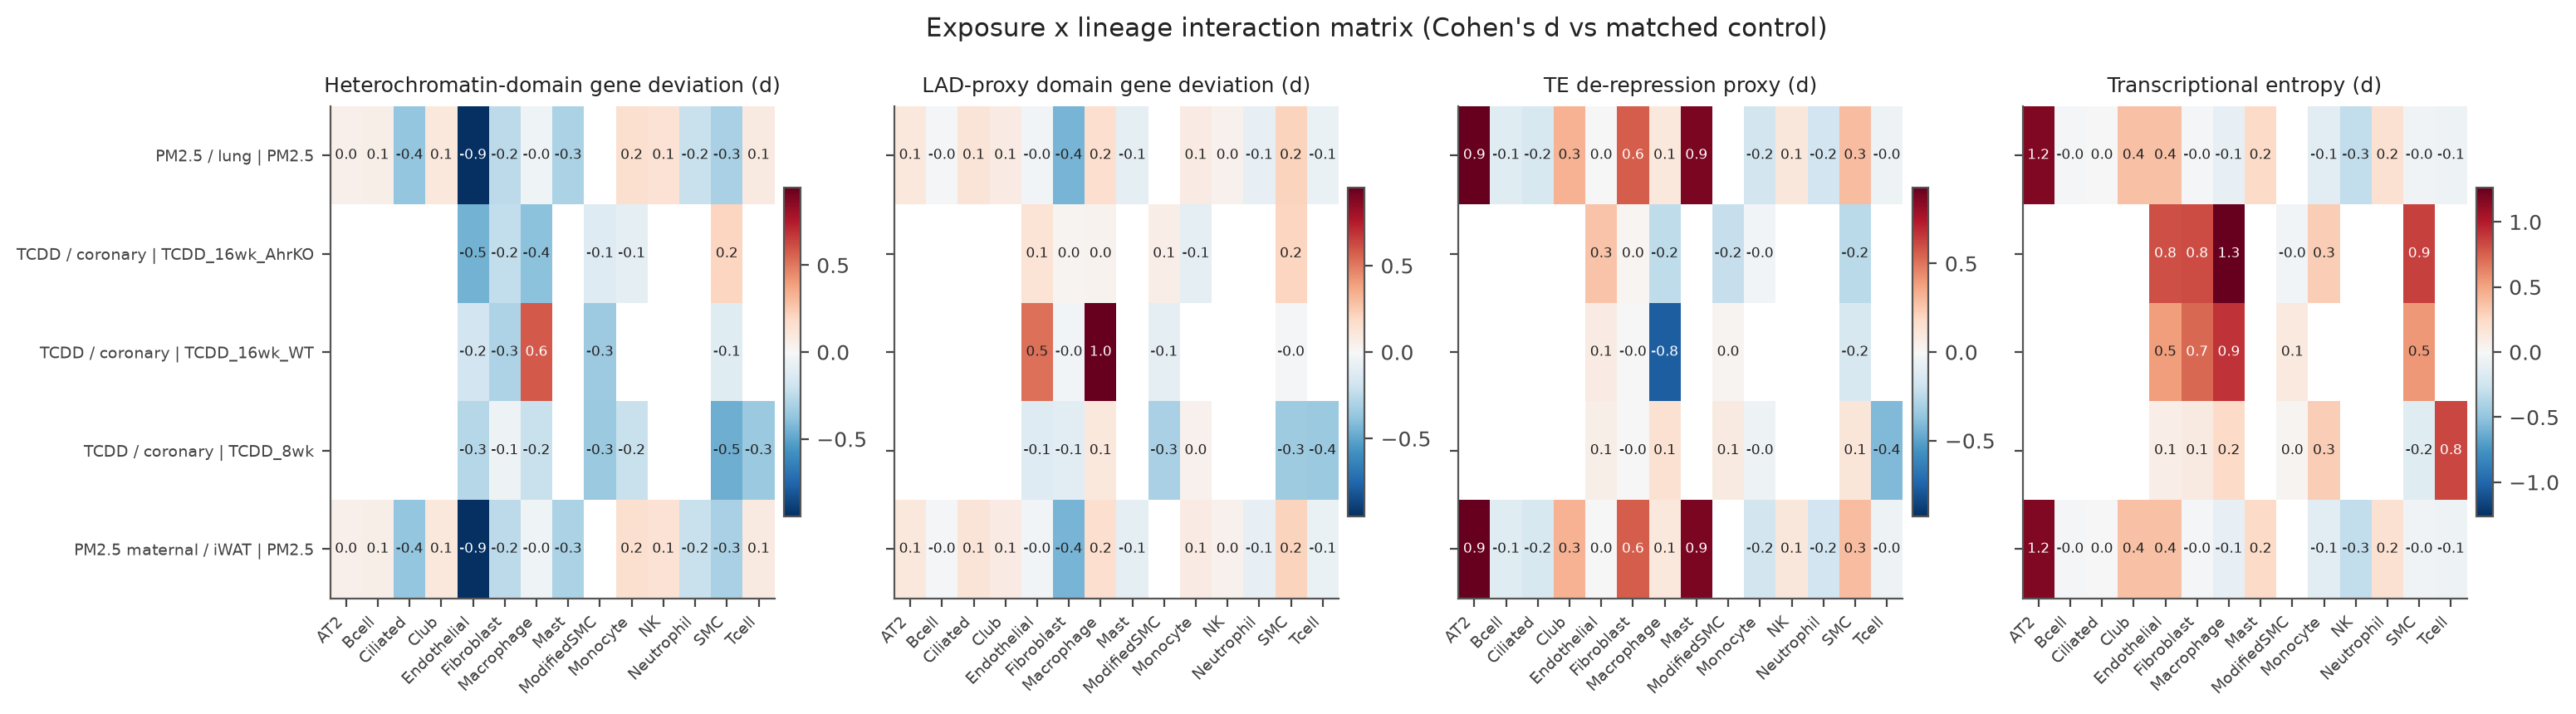 Exposure x lineage interaction matrix (Cohen's d vs matched control)
Heterochromatin-domain gene deviation (d)
LAD-proxy domain gene deviation (d)
TE de-repression proxy (d)
Transcriptional entropy (d)
PM2.5 / lung | PM2.5
0.0 0.1 -0.4 0.1 -0.9 -0.2 -0.0 -0.3 0.2 0.1 -0.2 -0.3 0.1
0.1 -0.0 0.1 0.1 -0.0 -0.4 0.2 -0.1 0.1 0.0 -0.1 0.2 -0.1
0.9 -0.1 -0.2 0.3 0.0 0.6 0.1 0.9 -0.2 0.1 -0.2 0.3 -0.0
1.2 -0.0 0.0 0.4 0.4 -0.0 -0.1 0.2 -0.1 -0.3 0.2 -0.0 -0.1
TCDD / coronary | TCDD_16wk_AhrKO
-0.5 -0.2 -0.4 -0.1 -0.1 0.2
0.1 0.0 0.0 0.1 -0.1 0.2
0.3 0.0 -0.2 -0.2 -0.0 -0.2
0.8 0.8 1.3 -0.0 0.3 0.9
TCDD / coronary | TCDD_16wk_WT
-0.2 -0.3 0.6 -0.3 -0.1
0.5 -0.0 1.0 -0.1 -0.0
0.1 -0.0 -0.8 0.0 -0.2
0.5 0.7 0.9 0.1 0.5
TCDD / coronary | TCDD_8wk
-0.3 -0.1 -0.2 -0.3 -0.2 -0.5 -0.3
-0.1 -0.1 0.1 -0.3 0.0 -0.3 -0.4
0.1 -0.0 0.1 0.1 -0.0 0.1 -0.4
0.1 0.1 0.2 0.0 0.3 -0.2 0.8
PM2.5 maternal / iWAT | PM2.5
0.0 0.1 -0.4 0.1 -0.9 -0.2 -0.0 -0.3 0.2 0.1 -0.2 -0.3 0.1
0.1 -0.0 0.1 0.1 -0.0 -0.4 0.2 -0.1 0.1 0.0 -0.1 0.2 -0.1
0.9 -0.1 -0.2 0.3 0.0 0.6 0.1 0.9 -0.2 0.1 -0.2 0.3 -0.0
1.2 -0.0 0.0 0.4 0.4 -0.0 -0.1 0.2 -0.1 -0.3 0.2 -0.0 -0.1
0.5
0.0
−0.5
0.5
0.0
−0.5
0.5
0.0
−0.5
1.0
0.5
0.0
−0.5
−1.0
AT2 Bcell Ciliated Club Endothelial Fibroblast Macrophage Mast ModifiedSMC Monocyte NK Neutrophil SMC Tcell
AT2 Bcell Ciliated Club Endothelial Fibroblast Macrophage Mast ModifiedSMC Monocyte NK Neutrophil SMC Tcell
AT2 Bcell Ciliated Club Endothelial Fibroblast Macrophage Mast ModifiedSMC Monocyte NK Neutrophil SMC Tcell
AT2 Bcell Ciliated Club Endothelial Fibroblast Macrophage Mast ModifiedSMC Monocyte NK Neutrophil SMC Tcell